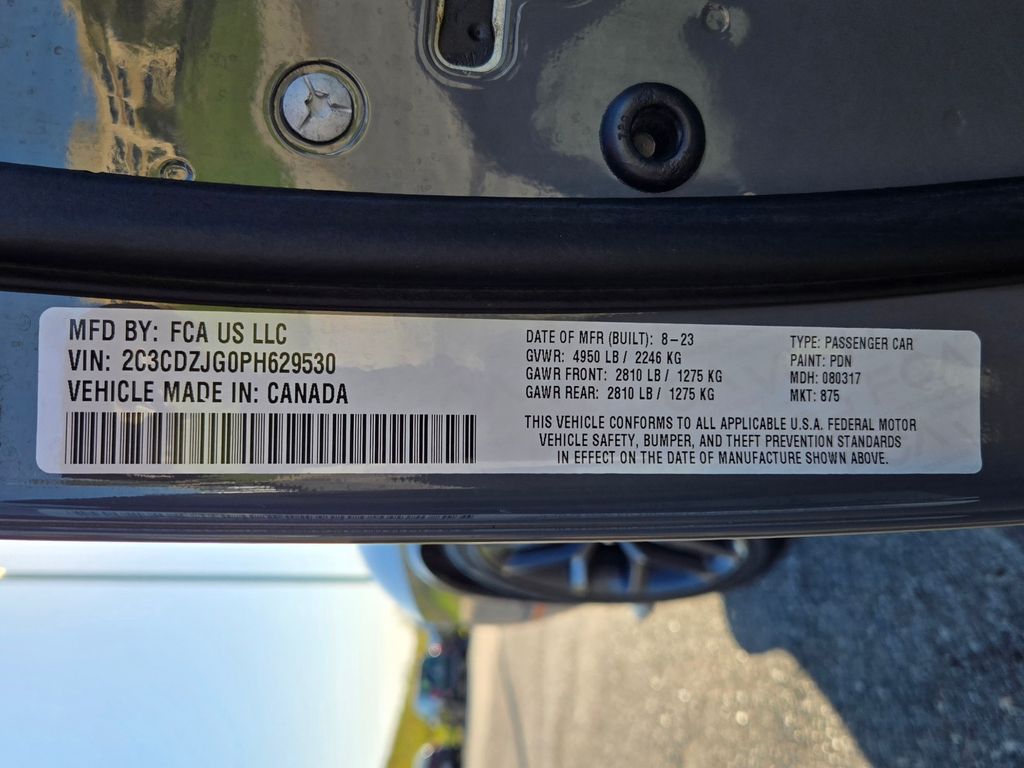 MFD BY: FCA US LLC
VIN: 2C3CDZJG0PH629530
VEHICLE MADE IN: CANADA
DATE OF MFR (BUILT): 8-23
GVWR: 4950 LB / 2246 KG
GAWR FRONT: 2810 LB / 1275 KG
GAWR REAR: 2810 LB / 1275 KG
TYPE: PASSENGER CAR
PAINT: PDN
MDH: 080317
MKT: 875
THIS VEHICLE CONFORMS TO ALL APPLICABLE U.S.A. FEDERAL MOTOR
VEHICLE SAFETY, BUMPER, AND THEFT PREVENTION STANDARDS
IN EFFECT ON THE DATE OF MANUFACTURE SHOWN ABOVE.